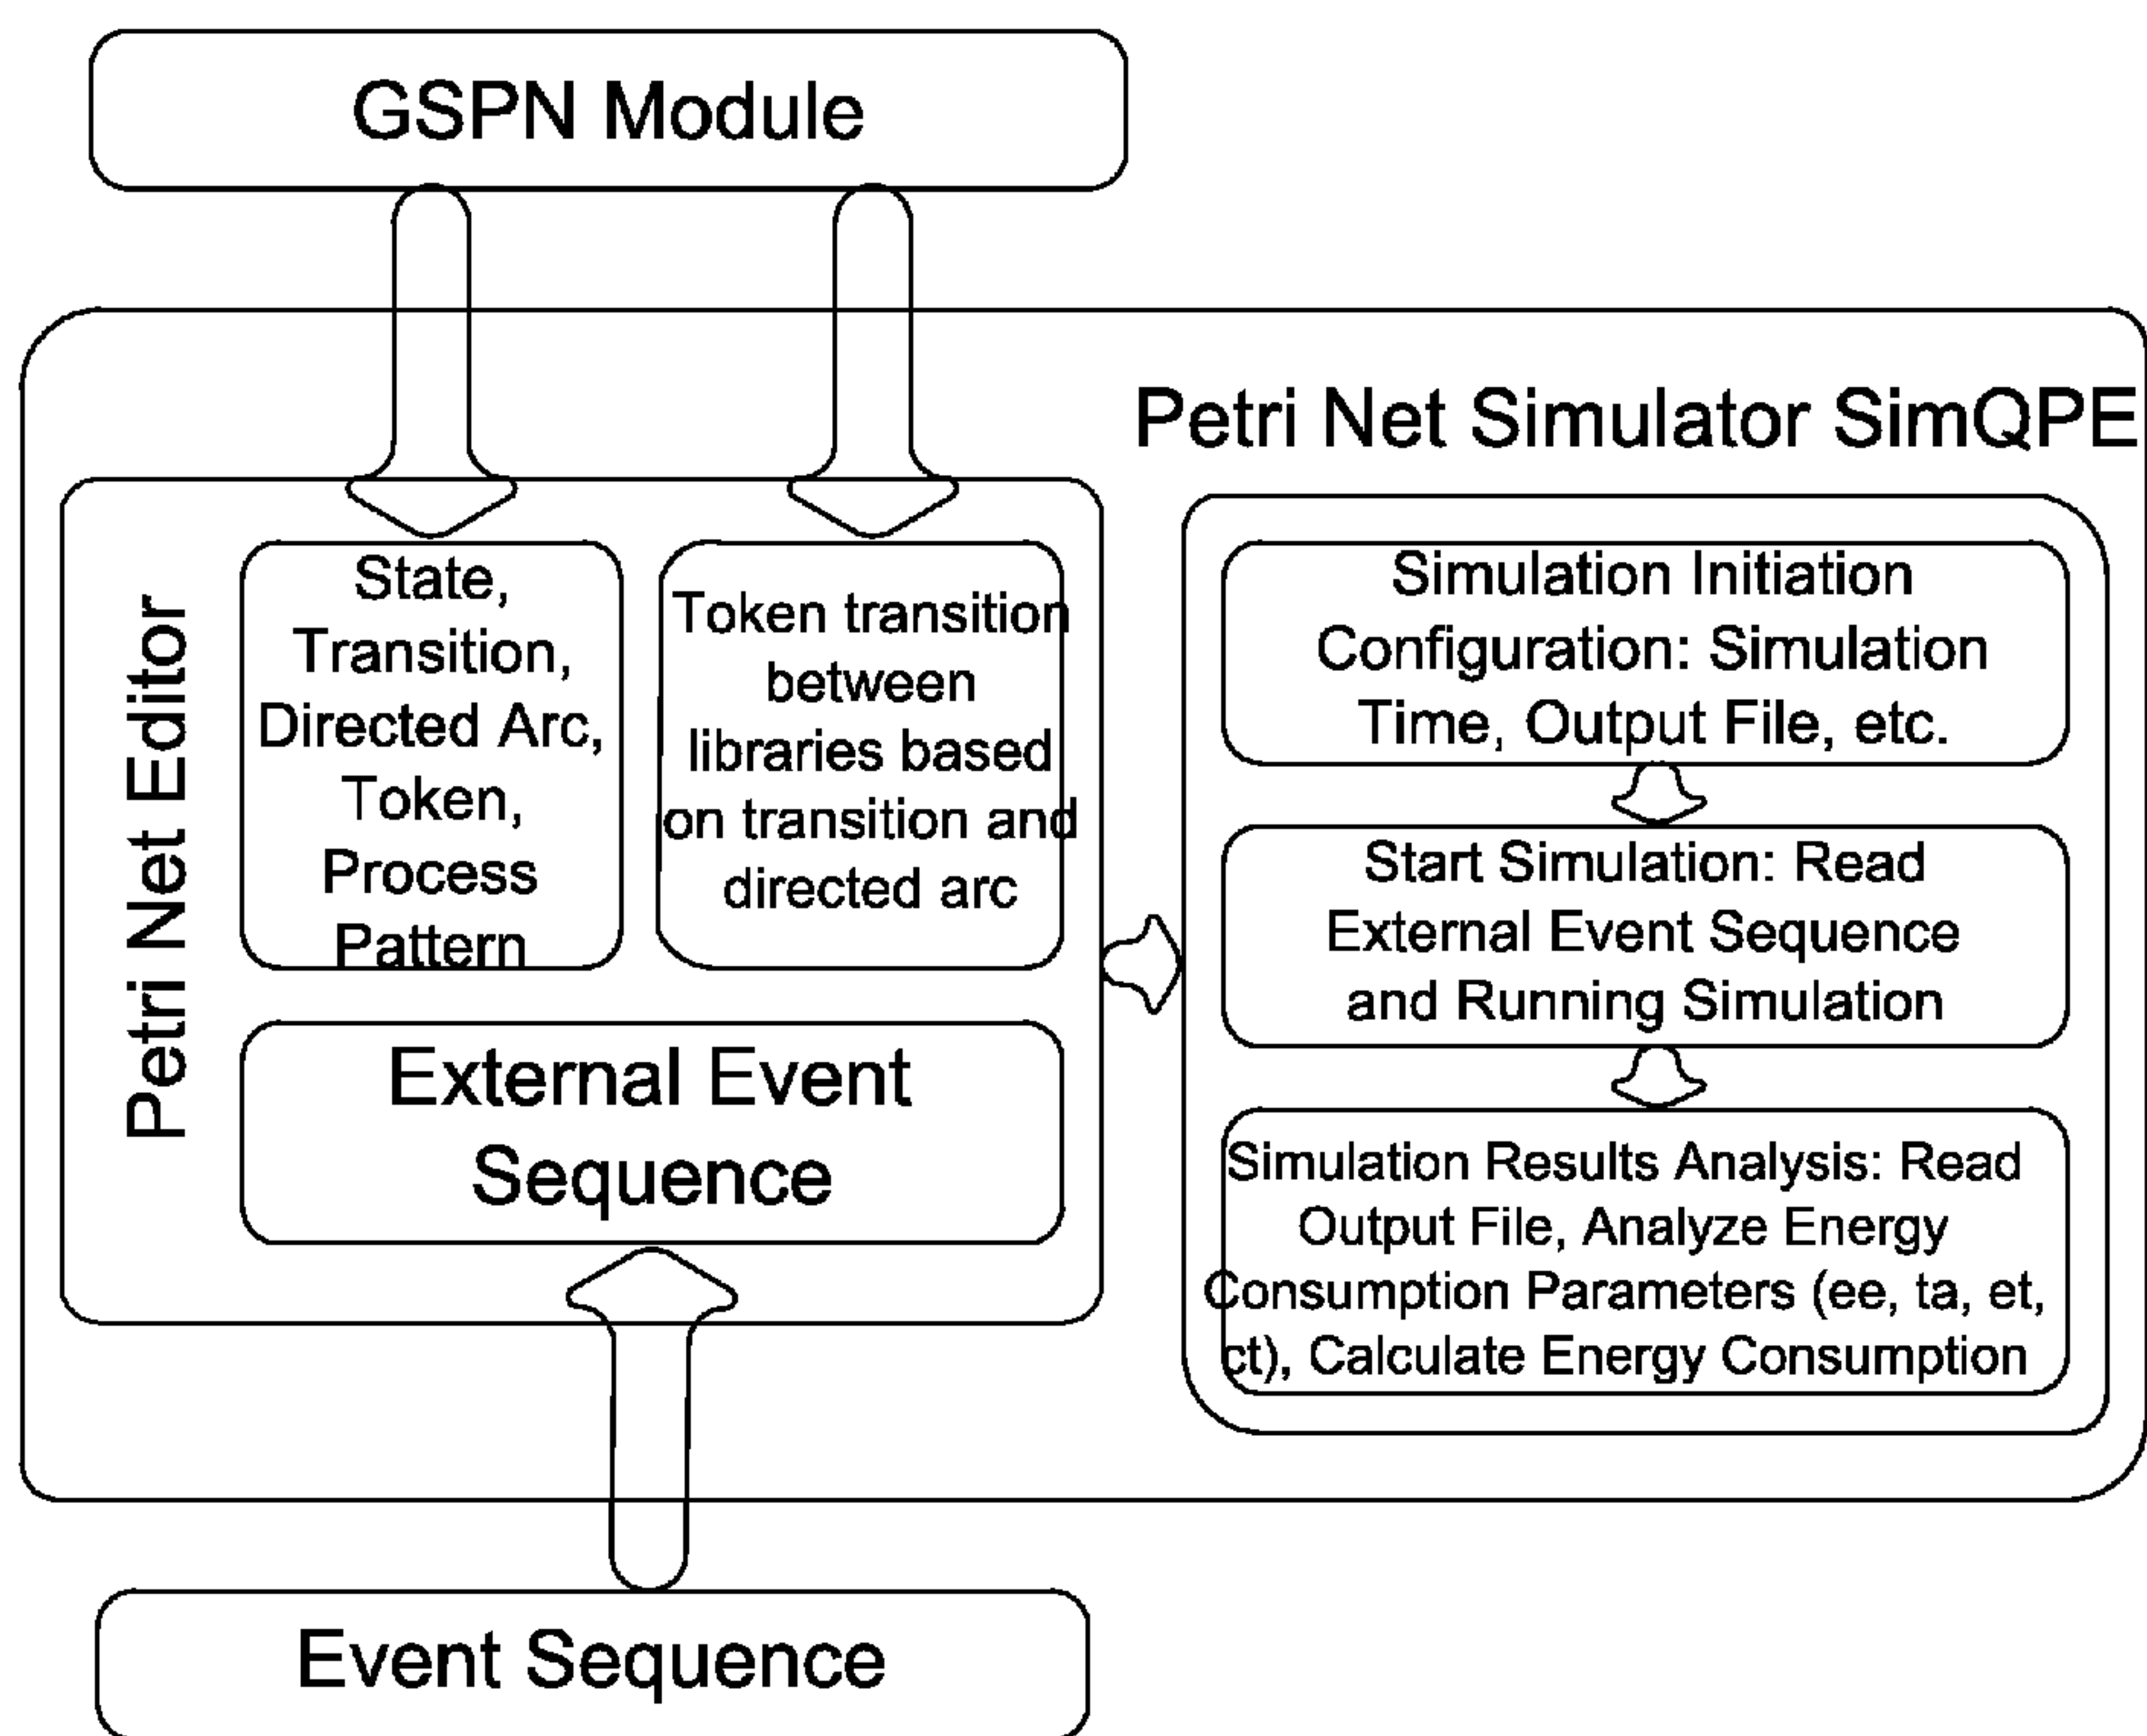 GSPN Module
Petri Net Simulator SimQPE
Petri Net Editor
State,
Transition,
Directed Arc,
Token,
Process
Pattern
Token transition
between
libraries based
on transition and
directed arc
External Event
Sequence
Simulation Initiation
Configuration: Simulation
Time, Output File, etc.
Start Simulation: Read
External Event Sequence
and Running Simulation
Simulation Results Analysis: Read
Output File, Analyze Energy
Consumption Parameters (ee, ta, et,
ct), Calculate Energy Consumption
Event Sequence